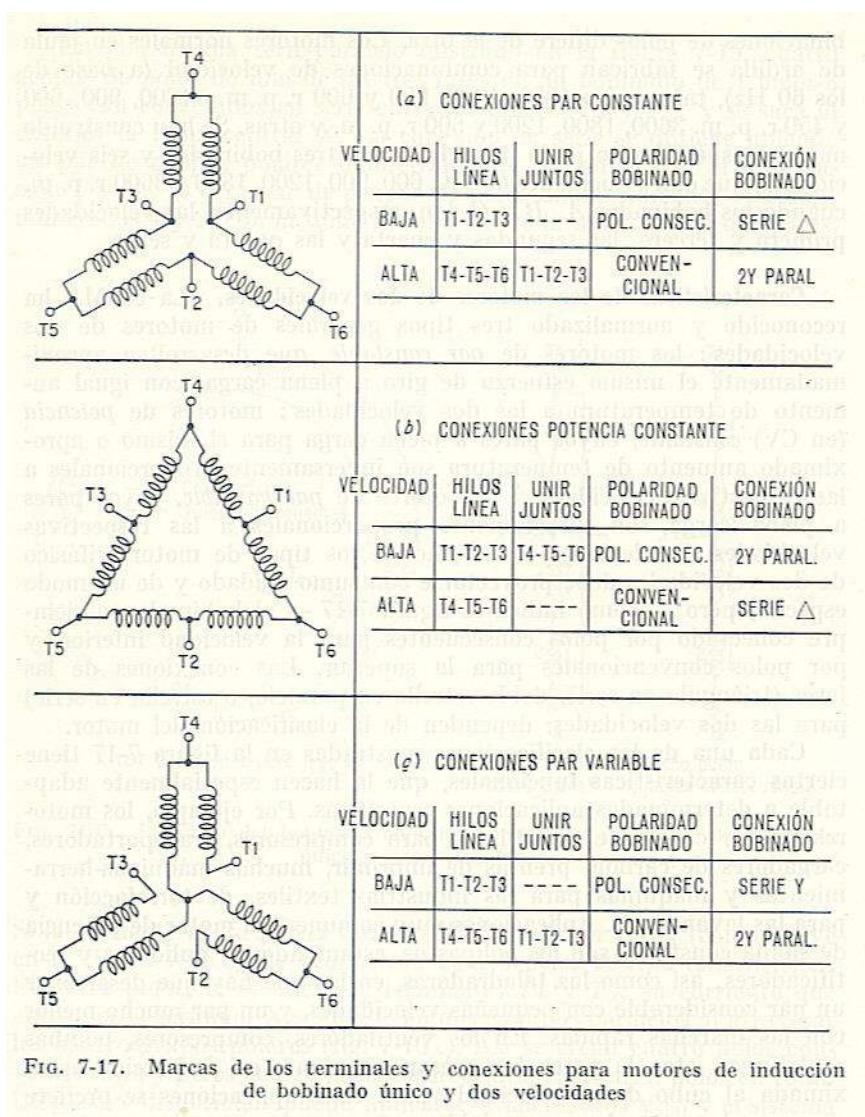 T4
T3
T1
T2
T5
T6
(a) CONEXIONES PAR CONSTANTE
VELOCIDAD HILOS LÍNEA UNIR JUNTOS POLARIDAD BOBINADO CONEXIÓN BOBINADO
BAJA T1-T2-T3 ---- POL. CONSEC. SERIE △
ALTA T4-T5-T6 T1-T2-T3 CONVEN-CIONAL 2Y PARAL
T4
T3
T1
T5
T2
T6
(b) CONEXIONES POTENCIA CONSTANTE
VELOCIDAD HILOS LÍNEA UNIR JUNTOS POLARIDAD BOBINADO CONEXIÓN BOBINADO
BAJA T1-T2-T3 T4-T5-T6 POL. CONSEC. 2Y PARAL.
ALTA T4-T5-T6 ---- CONVEN-CIONAL SERIE △
T4
T1
T3
T2
T5
T6
(c) CONEXIONES PAR VARIABLE
VELOCIDAD HILOS LÍNEA UNIR JUNTOS POLARIDAD BOBINADO CONEXIÓN BOBINADO
BAJA T1-T2-T3 ---- POL. CONSEC. SERIE Y
ALTA T4-T5-T6 T1-T2-T3 CONVEN-CIONAL 2Y PARAL.
FIG. 7-17. Marcas de los terminales y conexiones para motores de inducción
de bobinado único y dos velocidades